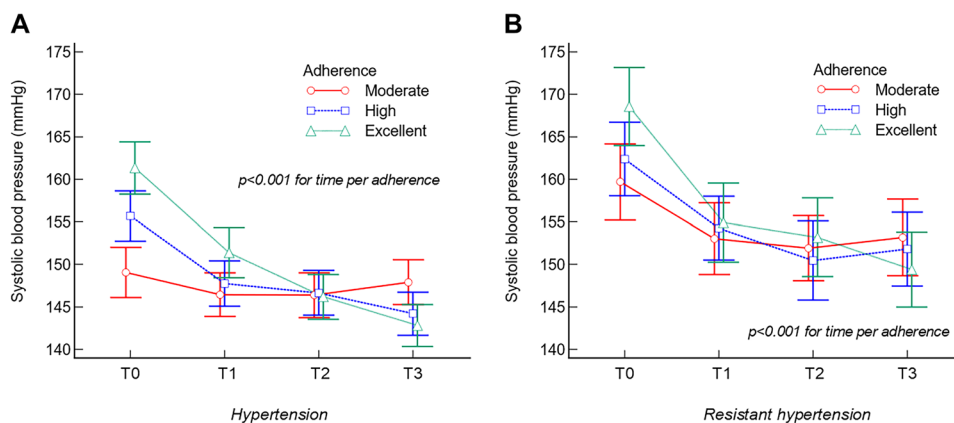 A
Systolic blood pressure (mmHg)
175
170
165
160
155
150
145
140
Adherence
Moderate
High
Excellent
p<0.001 for time per adherence
T0 T1 T2 T3
Hypertension
B
Systolic blood pressure (mmHg)
175
170
165
160
155
150
145
140
Adherence
Moderate
High
Excellent
p<0.001 for time per adherence
T0 T1 T2 T3
Resistant hypertension